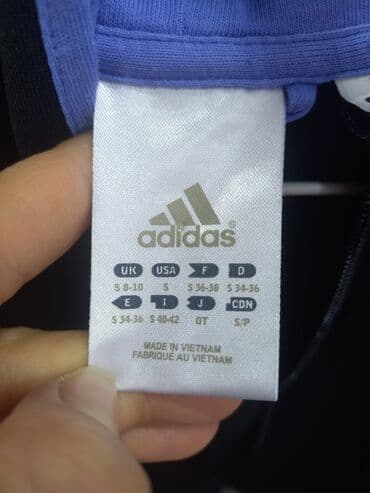 adidas®
UK USA F D
S 8-10 S S 36-38 S 34-36
E I J CDN
S 34-36 S 40-42 OT S/P
MADE IN VIETNAM
FABRIQUÉ AU VIETNAM